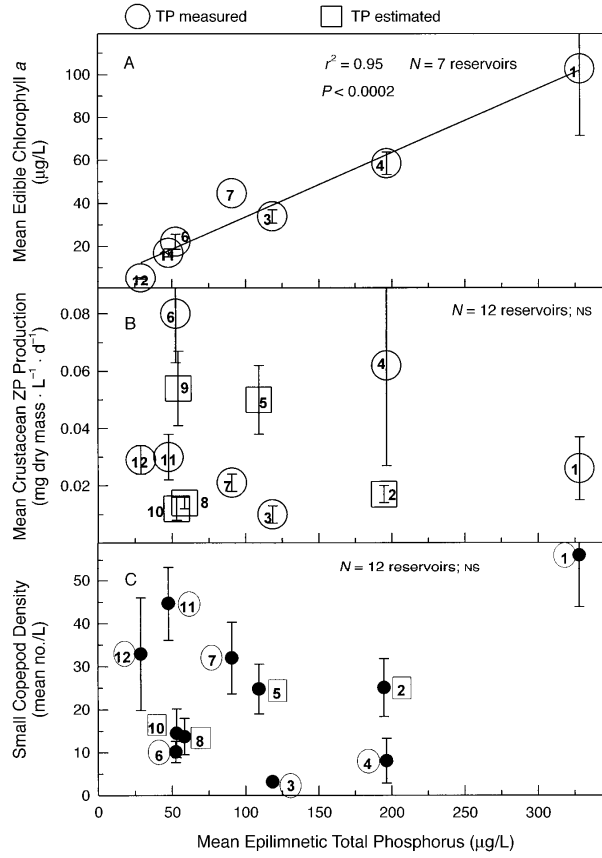 TP measured TP estimated
A
r² = 0.95 N = 7 reservoirs
P < 0.0002
Mean Edible Chlorophyll a
(µg/L)
100
80
60
40
20
1
4
7
3
6
11
12
B
N = 12 reservoirs; NS
Mean Crustacean ZP Production
(mg dry mass · L⁻¹ · d⁻¹)
0.08
0.06
0.04
0.02
6
9
5
4
12
11
7
1
10
8
3
2
C
N = 12 reservoirs; NS
Small Copepod Density
(mean no./L)
50
40
30
20
10
0
1
11
12
7
5
2
10
8
6
4
3
0 50 100 150 200 250 300
Mean Epilimnetic Total Phosphorus (µg/L)